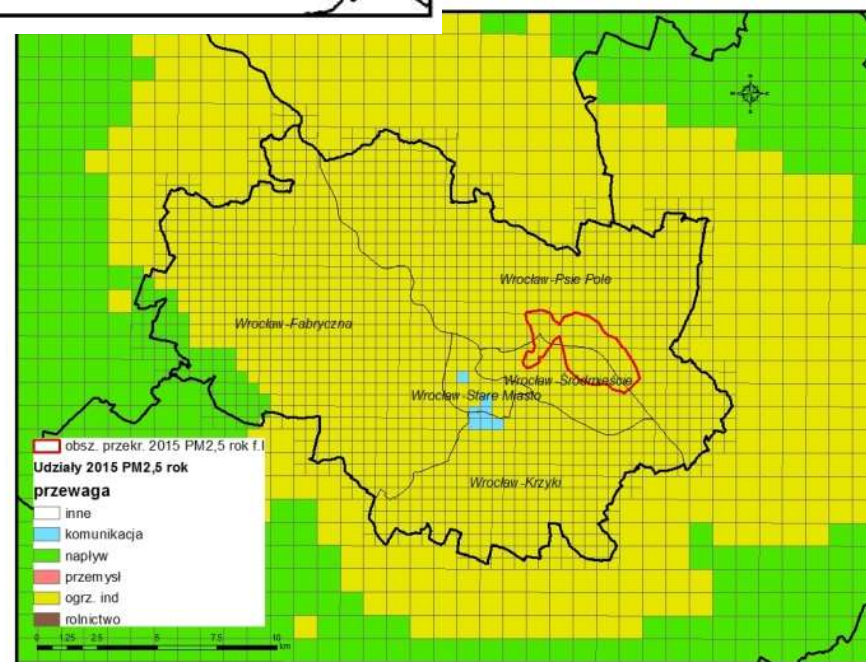 Wrocław-Psie Pole
Wrocław-Fabryczna
Wrocław-Śródmieście
Wrocław-Stare Miasto
Wrocław-Krzyki
obsz. przekr. 2015 PM2,5 rok f.I
Udziały 2015 PM2,5 rok
przewaga
inne
komunikacja
napływ
przemysł
ogrz. ind
rolnictwo
0 1.25 2.5 5 7.5 10
km